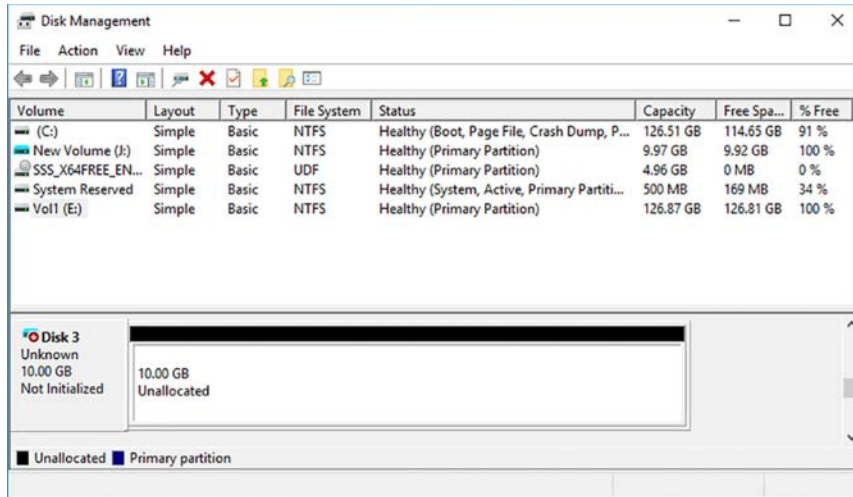 Disk Management
File Action View Help
Volume Layout Type File System Status Capacity Free Spa... % Free
(C:) Simple Basic NTFS Healthy (Boot, Page File, Crash Dump, P... 126.51 GB 114.65 GB 91 %
New Volume (J:) Simple Basic NTFS Healthy (Primary Partition) 9.97 GB 9.92 GB 100 %
SSS_X64FREE_EN... Simple Basic UDF Healthy (Primary Partition) 4.96 GB 0 MB 0 %
System Reserved Simple Basic NTFS Healthy (System, Active, Primary Partiti... 500 MB 169 MB 34 %
Vol1 (E:) Simple Basic NTFS Healthy (Primary Partition) 126.87 GB 126.81 GB 100 %
Disk 3
Unknown
10.00 GB
Not Initialized
10.00 GB
Unallocated
Unallocated Primary partition